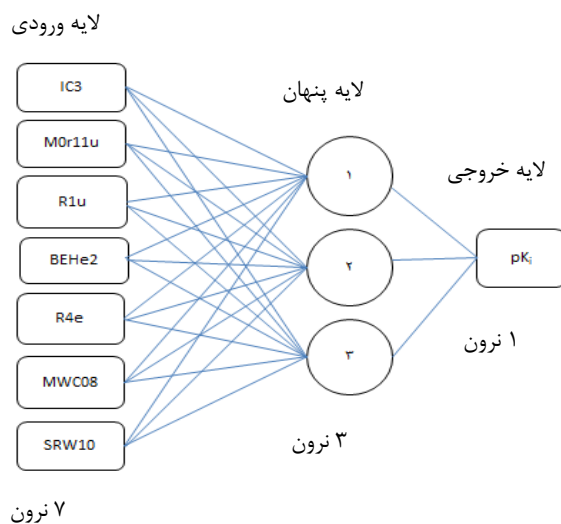 لایه ورودی
IC3
M0r11u
R1u
BEHe2
R4e
MWC08
SRW10
۷ نرون
لایه پنهان
۱
۲
۳
۳ نرون
لایه خروجی
pKᵢ
۱ نرون